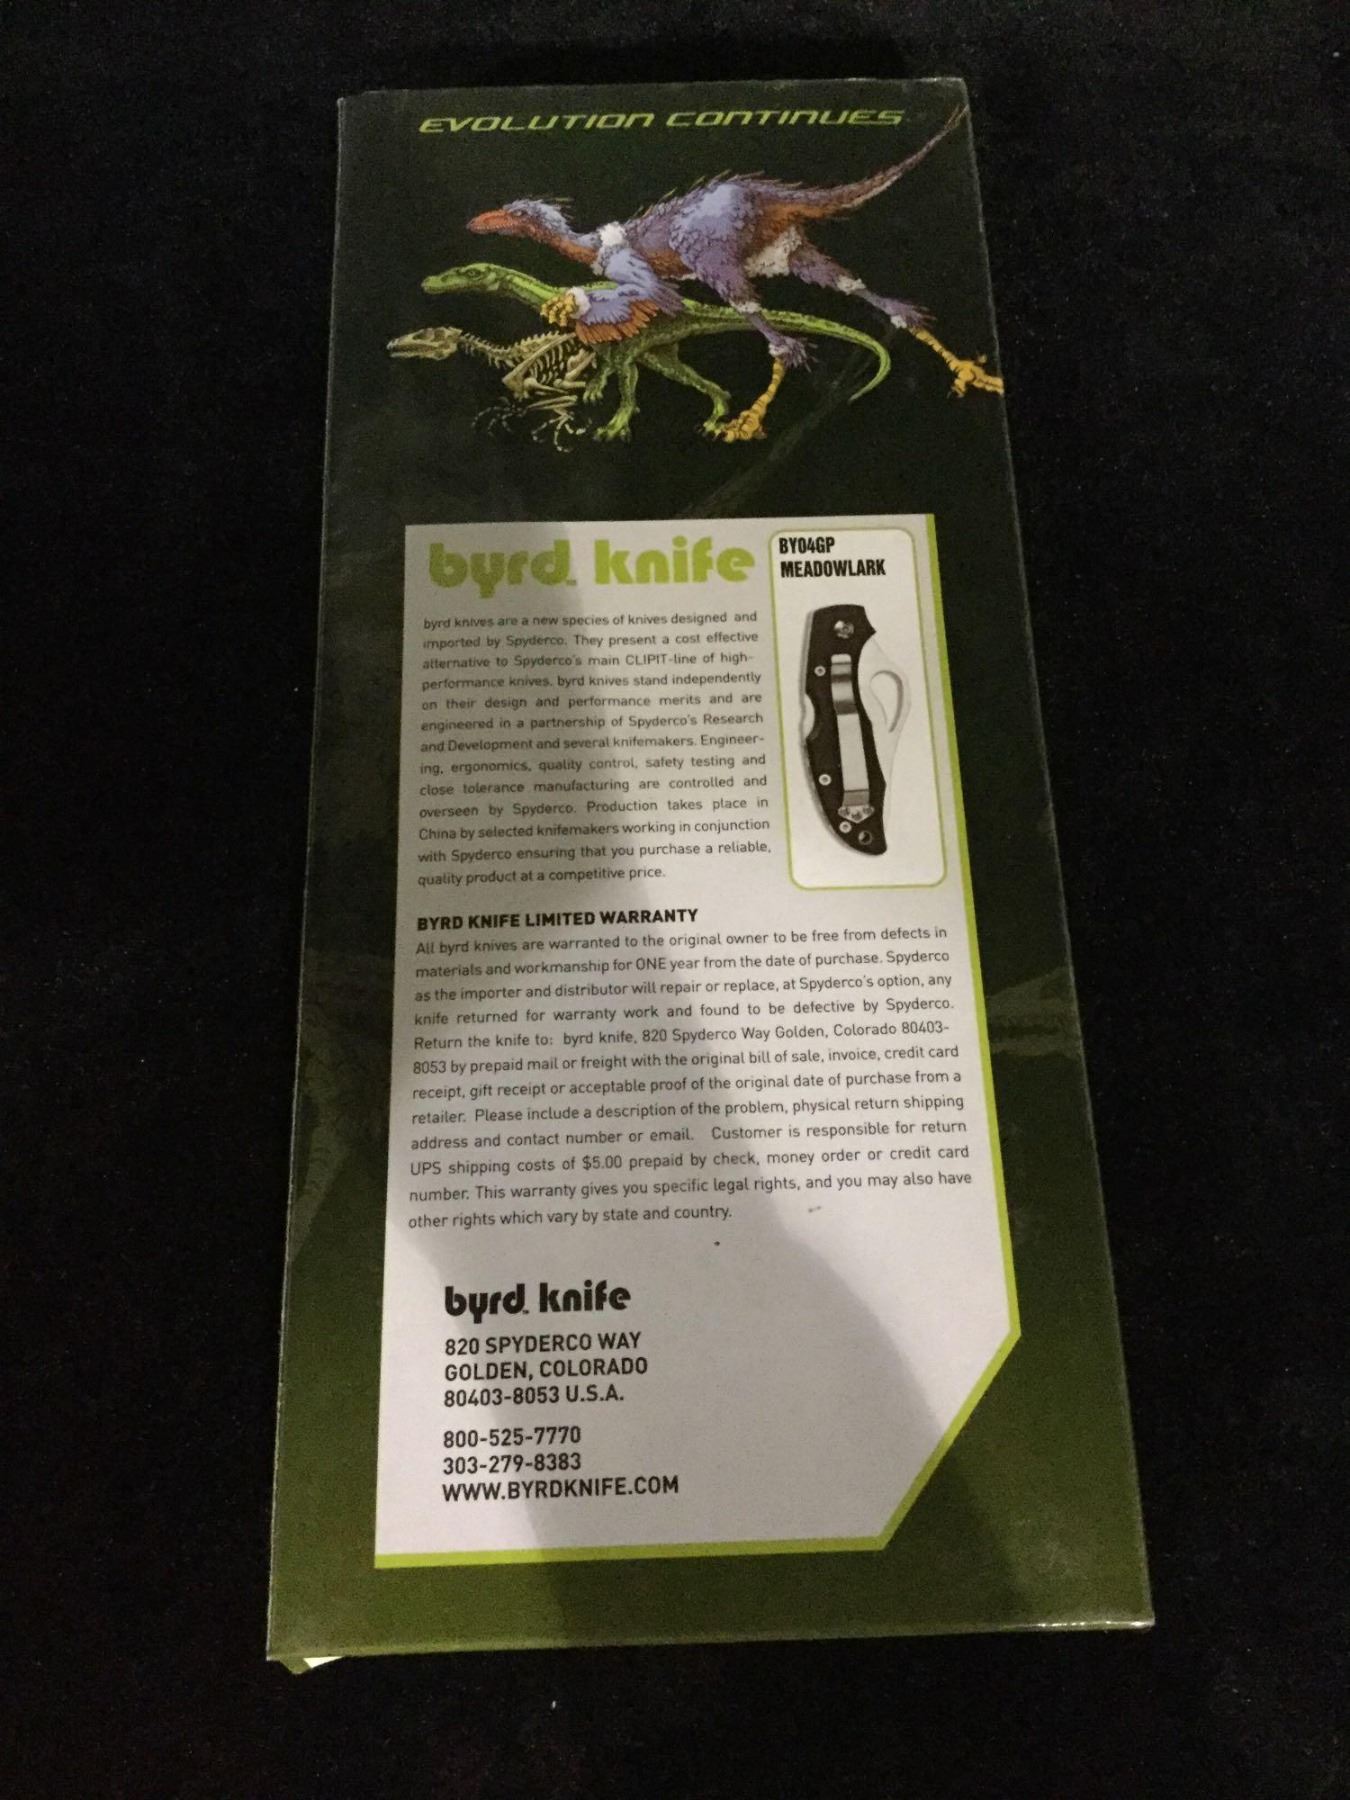 EVOLUTION CONTINUES
byrd™ knife
BY04GP
MEADOWLARK
byrd knives are a new species of knives designed and
imported by Spyderco. They present a cost effective
alternative to Spyderco's main CLIPIT-line of high-
performance knives. byrd knives stand independently
on their design and performance merits and are
engineered in a partnership of Spyderco's Research
and Development and several knifemakers. Engineer-
ing, ergonomics, quality control, safety testing and
close tolerance manufacturing are controlled and
overseen by Spyderco. Production takes place in
China by selected knifemakers working in conjunction
with Spyderco ensuring that you purchase a reliable,
quality product at a competitive price.
BYRD KNIFE LIMITED WARRANTY
All byrd knives are warranted to the original owner to be free from defects in
materials and workmanship for ONE year from the date of purchase. Spyderco
as the importer and distributor will repair or replace, at Spyderco's option, any
knife returned for warranty work and found to be defective by Spyderco.
Return the knife to: byrd knife, 820 Spyderco Way Golden, Colorado 80403-
8053 by prepaid mail or freight with the original bill of sale, invoice, credit card
receipt, gift receipt or acceptable proof of the original date of purchase from a
retailer. Please include a description of the problem, physical return shipping
address and contact number or email. Customer is responsible for return
UPS shipping costs of $5.00 prepaid by check, money order or credit card
number. This warranty gives you specific legal rights, and you may also have
other rights which vary by state and country.
byrd™ knife
820 SPYDERCO WAY
GOLDEN, COLORADO
80403-8053 U.S.A.
800-525-7770
303-279-8383
WWW.BYRDKNIFE.COM